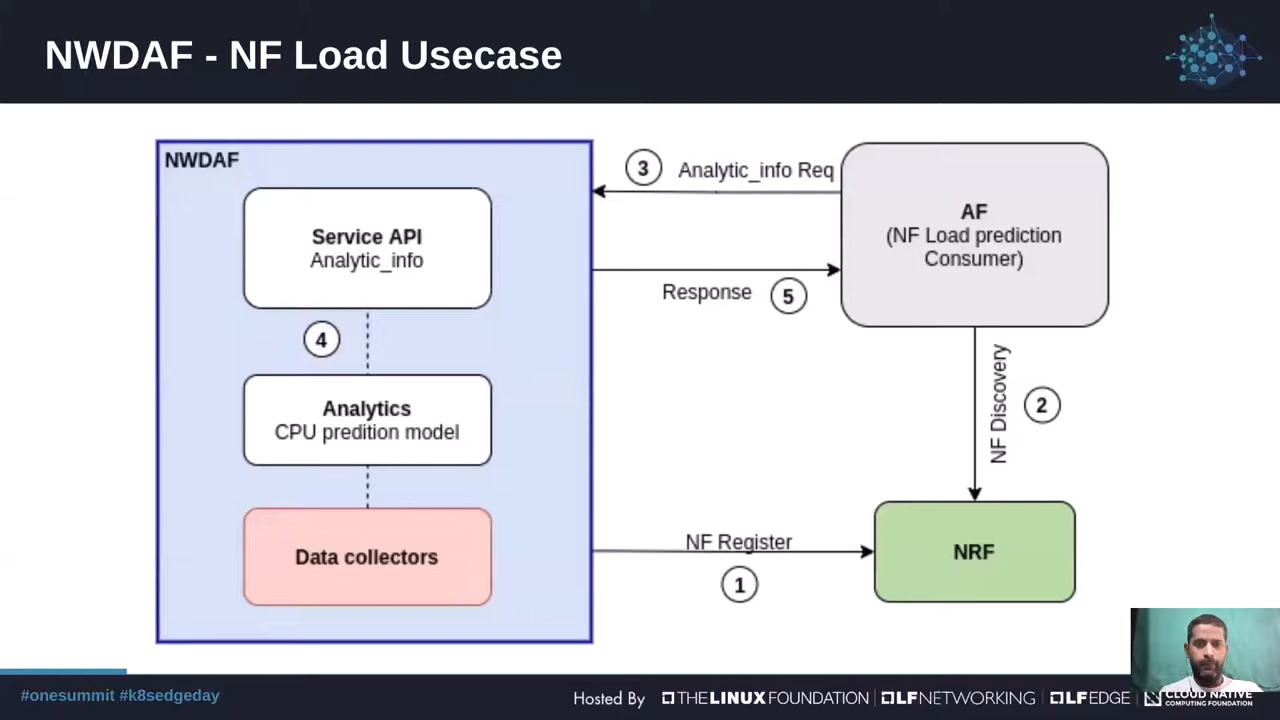 NWDAF - NF Load Usecase
NWDAF
Service API
Analytic_info
4
Analytics
CPU predition model
Data collectors
3 Analytic_info Req
Response 5
AF
(NF Load prediction
Consumer)
NF Discovery
2
NF Register
1
NRF
#onesummit #k8sedgeday
Hosted By THE LINUX FOUNDATION LF NETWORKING LF EDGE CLOUD NATIVE
COMPUTING FOUNDATION